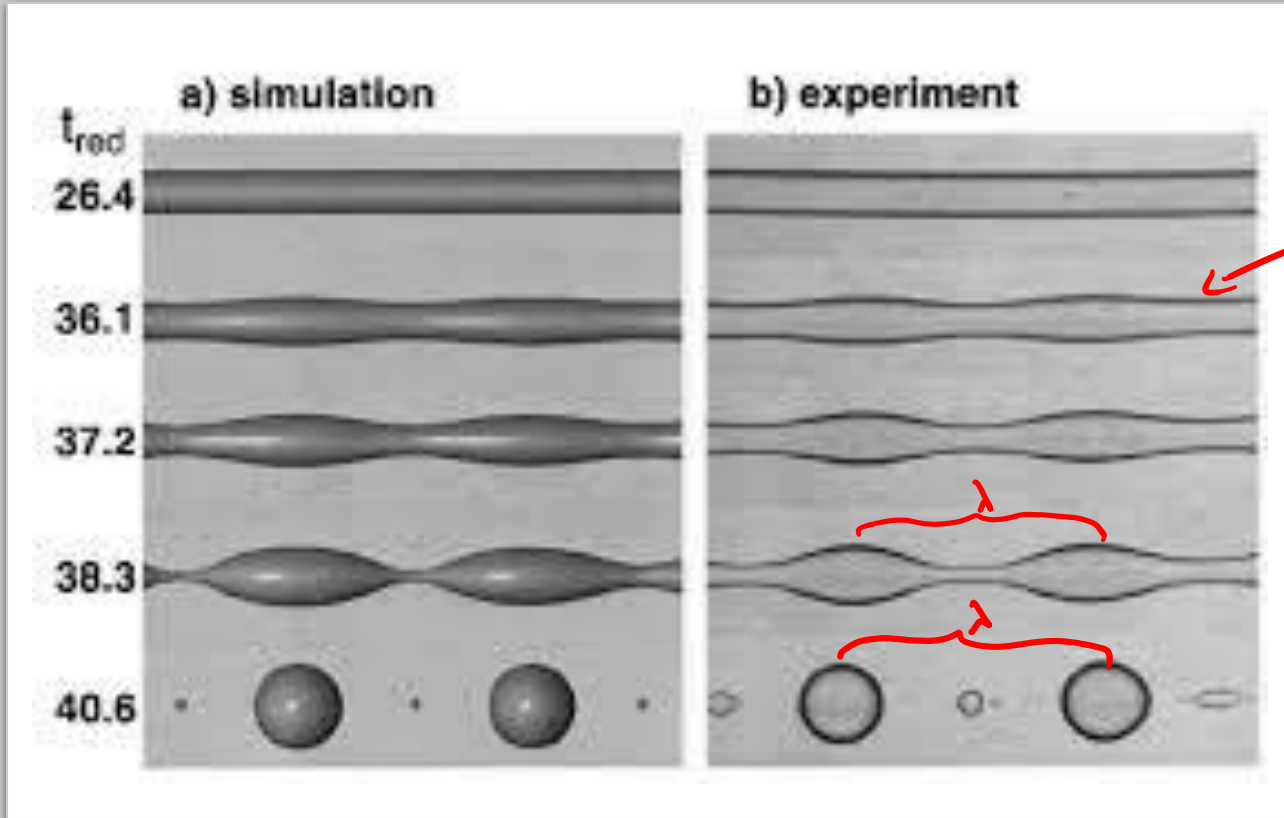 a) simulation
b) experiment
t_red
26.4
36.1
37.2
λ
38.3
λ
40.6